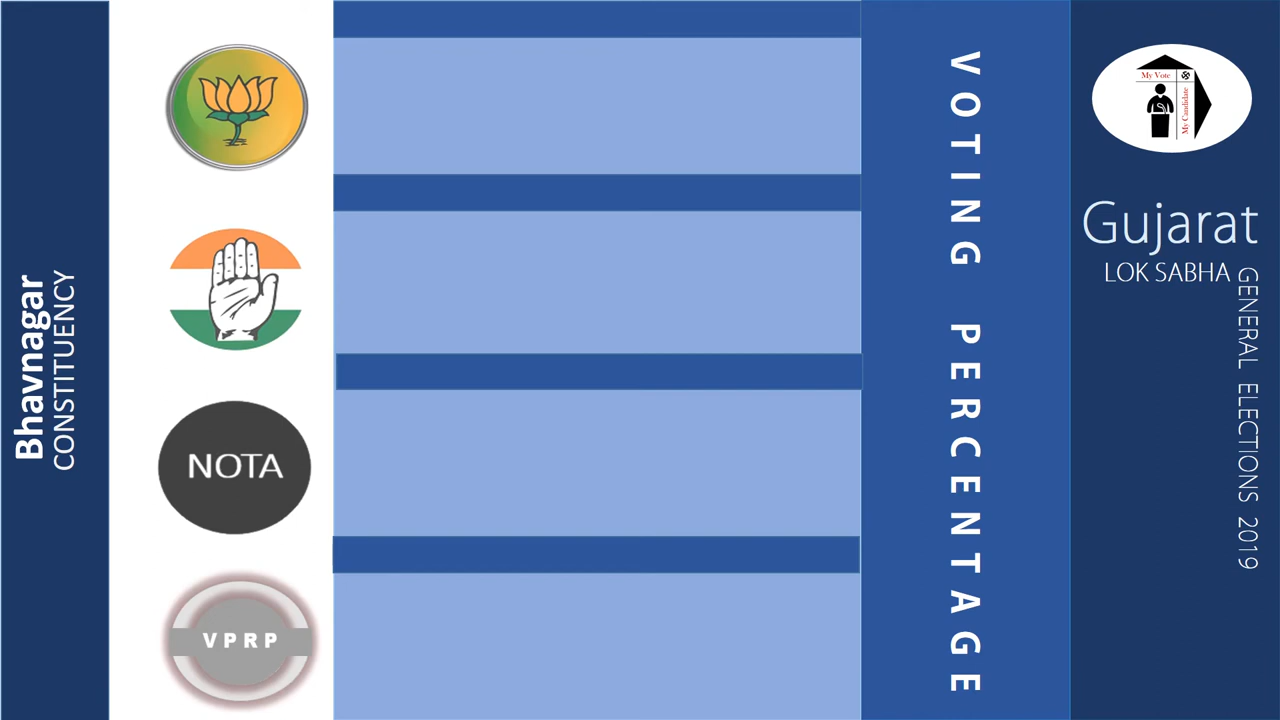 Bhavnagar
CONSTITUENCY
NOTA
VPRP
VOTING PERCENTAGE
My Vote
My Candidate
Gujarat
LOK SABHA
GENERAL ELECTIONS 2019